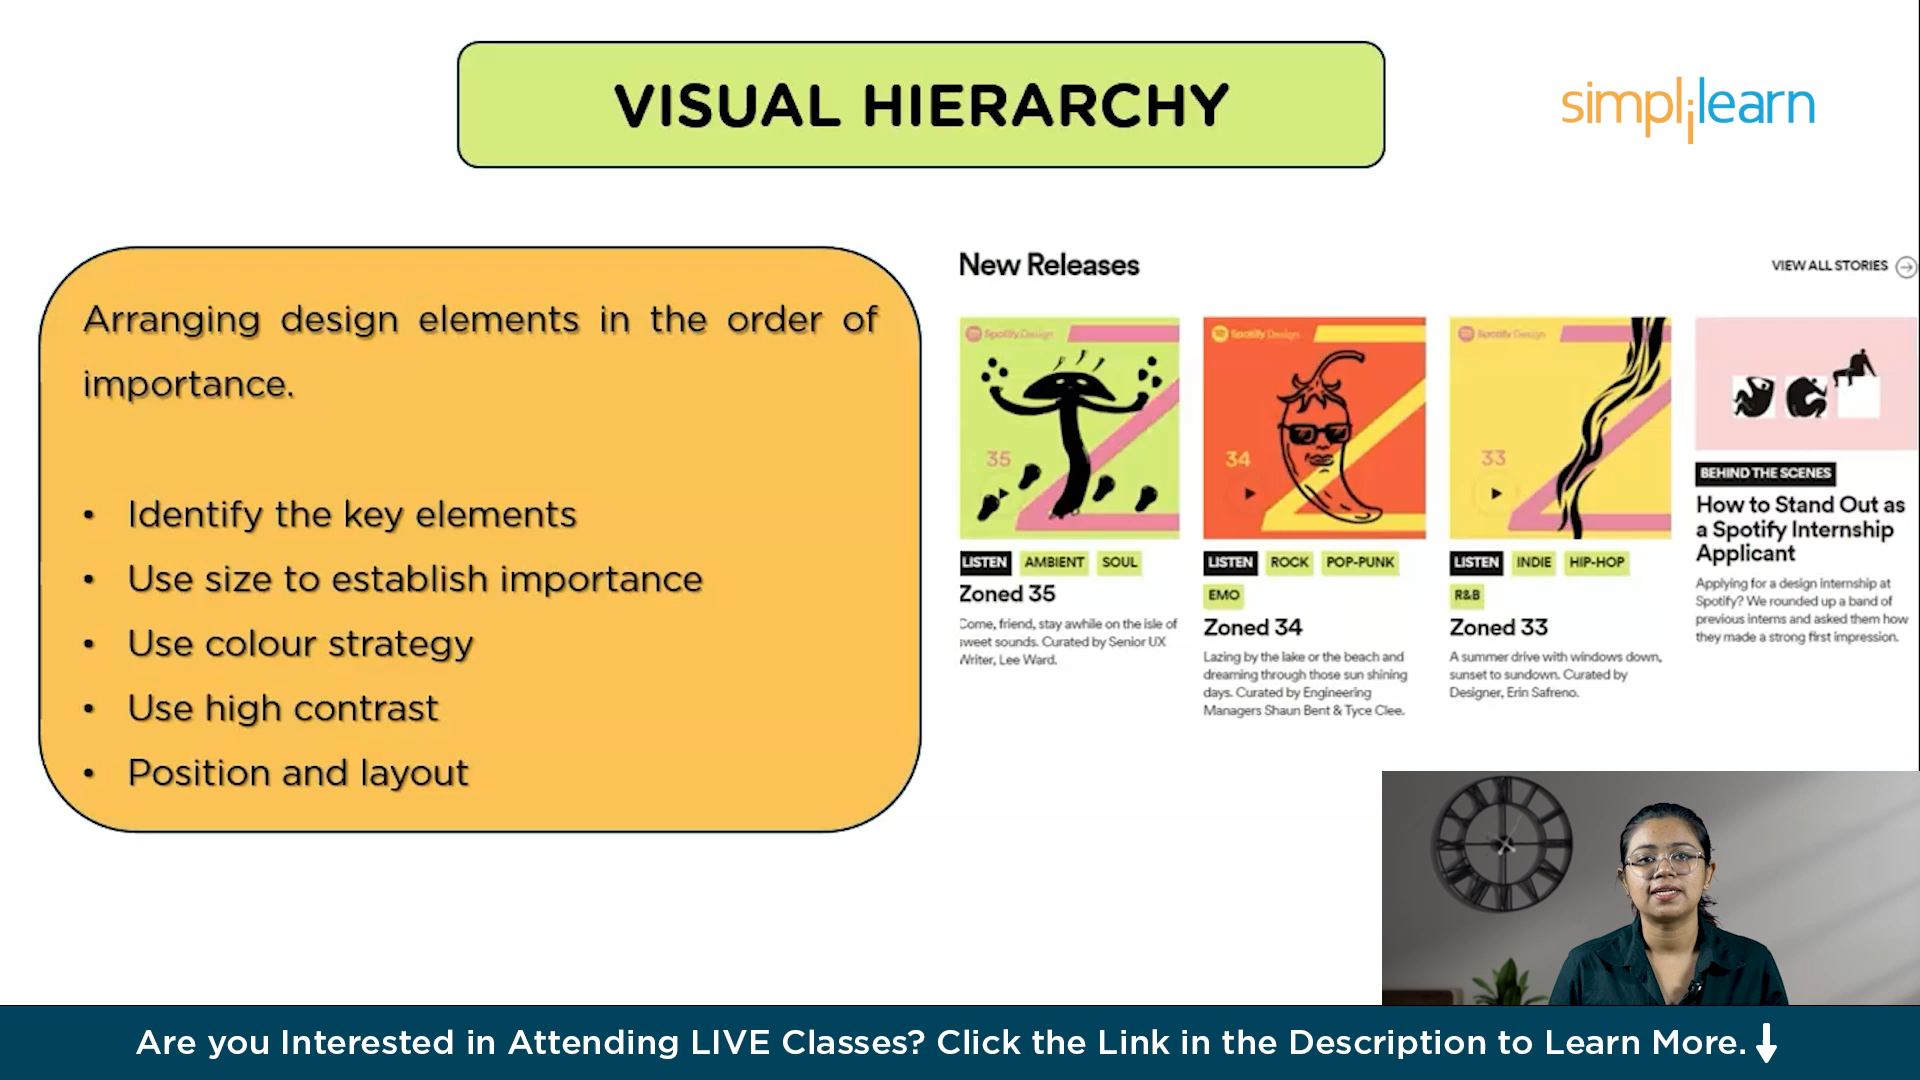 VISUAL HIERARCHY
simplilearn
Arranging design elements in the order of
importance.
• Identify the key elements
• Use size to establish importance
• Use colour strategy
• Use high contrast
• Position and layout
New Releases
VIEW ALL STORIES
Spotify Design
35
LISTEN AMBIENT SOUL
Zoned 35
Come, friend, stay awhile on the isle of
sweet sounds. Curated by Senior UX
Writer, Lee Ward.
Spotify Design
34
LISTEN ROCK POP-PUNK
EMO
Zoned 34
Lazing by the lake or the beach and
dreaming through those sun shining
days. Curated by Engineering
Managers Shaun Bent & Tyce Clee.
Spotify Design
33
LISTEN INDIE HIP-HOP
R&B
Zoned 33
A summer drive with windows down,
sunset to sundown. Curated by
Designer, Erin Safreno.
BEHIND THE SCENES
How to Stand Out as
a Spotify Internship
Applicant
Applying for a design internship at
Spotify? We rounded up a band of
previous interns and asked them how
they made a strong first impression.
Are you Interested in Attending LIVE Classes? Click the Link in the Description to Learn More.